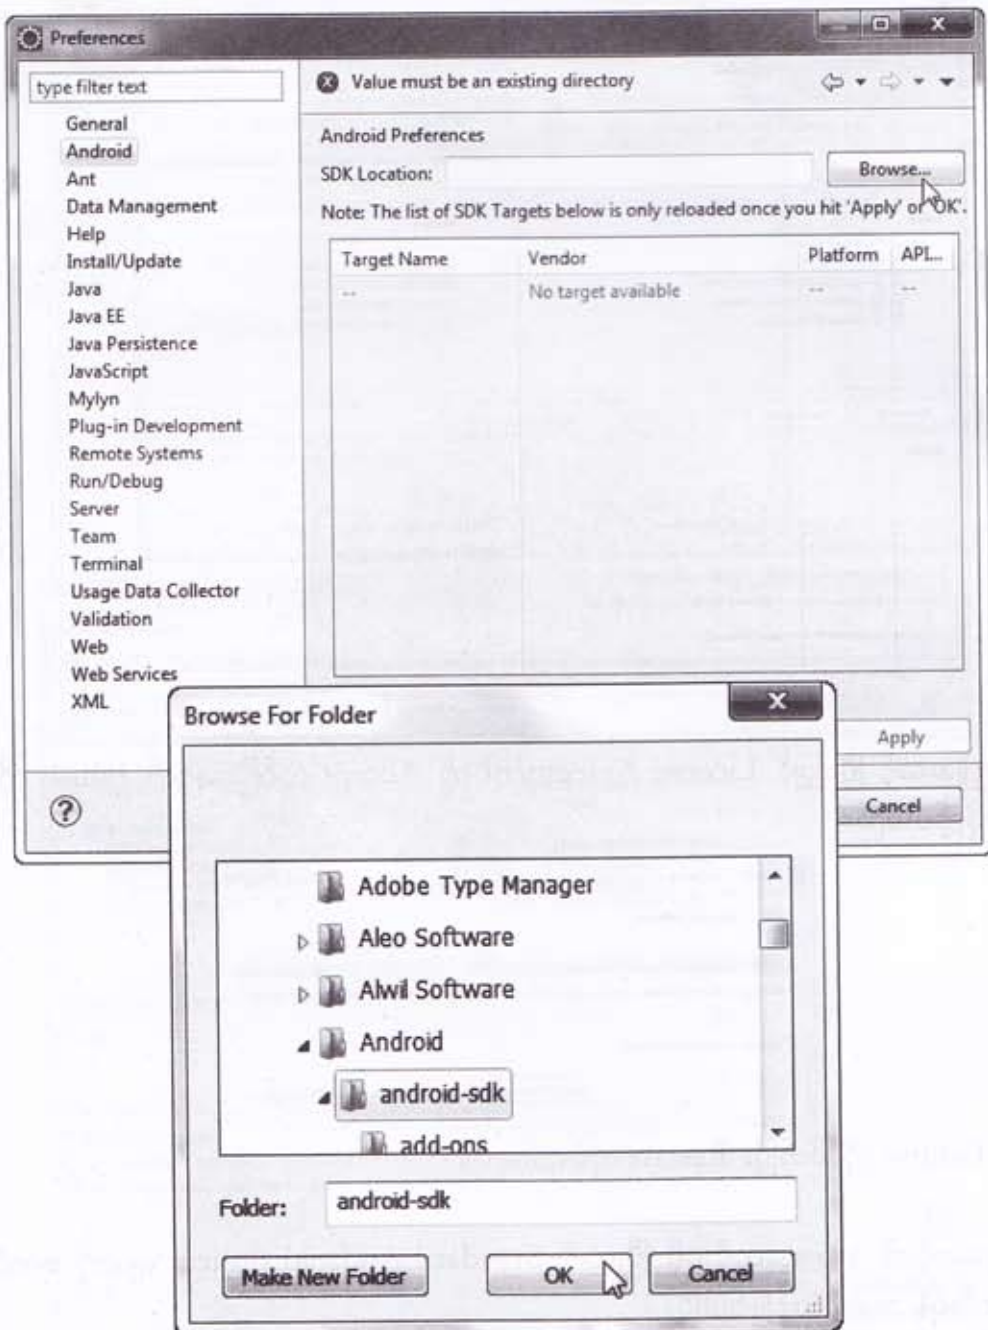 Preferences
type filter text
General
Android
Ant
Data Management
Help
Install/Update
Java
Java EE
Java Persistence
JavaScript
Mylyn
Plug-in Development
Remote Systems
Run/Debug
Server
Team
Terminal
Usage Data Collector
Validation
Web
Web Services
XML
Value must be an existing directory
Android Preferences
SDK Location:
Browse...
Note: The list of SDK Targets below is only reloaded once you hit 'Apply' or 'OK'.
Target Name Vendor Platform API...
-- No target available -- --
Apply
Cancel
Browse For Folder
Adobe Type Manager
Aleo Software
Alwil Software
Android
android-sdk
add-ons
Folder: android-sdk
Make New Folder OK Cancel